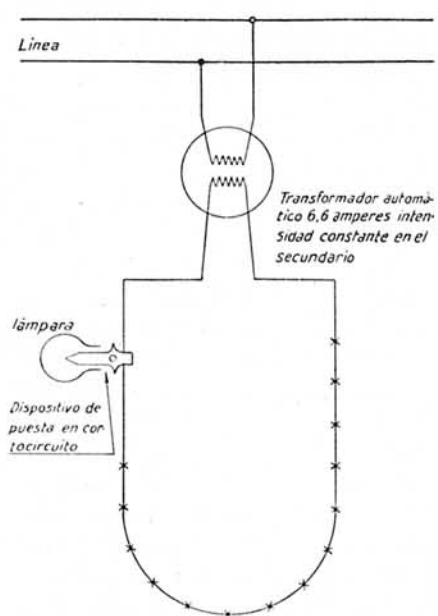 Linea
Transformador automá-
tico 6,6 amperes inten-
sidad constante en el
secundario
lámpara
Dispositivo de
puesta en cor
tocircuito